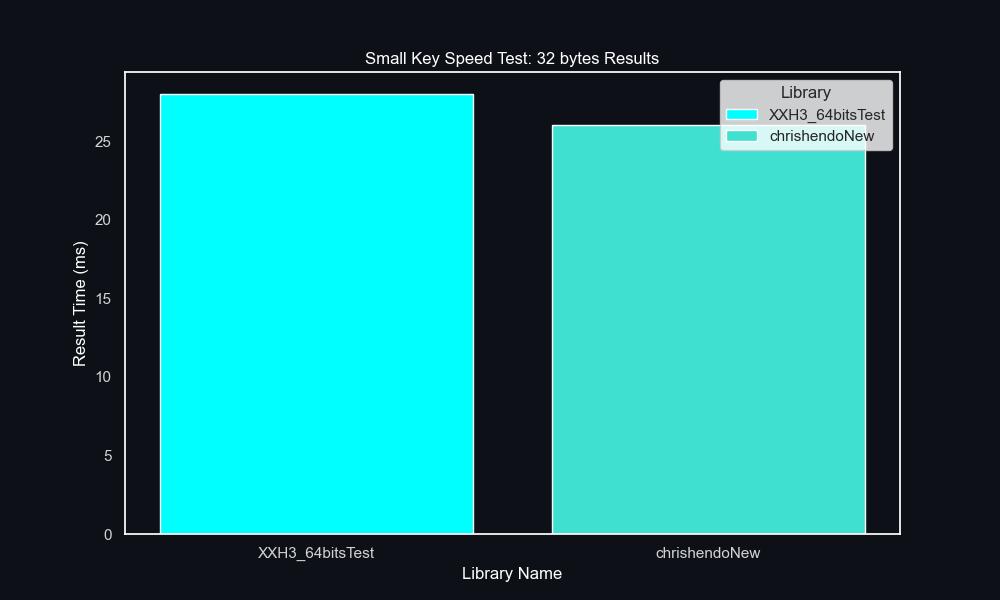 Small Key Speed Test: 32 bytes Results
Library
XXH3_64bitsTest
chrishendoNew
Result Time (ms)
25
20
15
10
5
0
XXH3_64bitsTest
chrishendoNew
Library Name